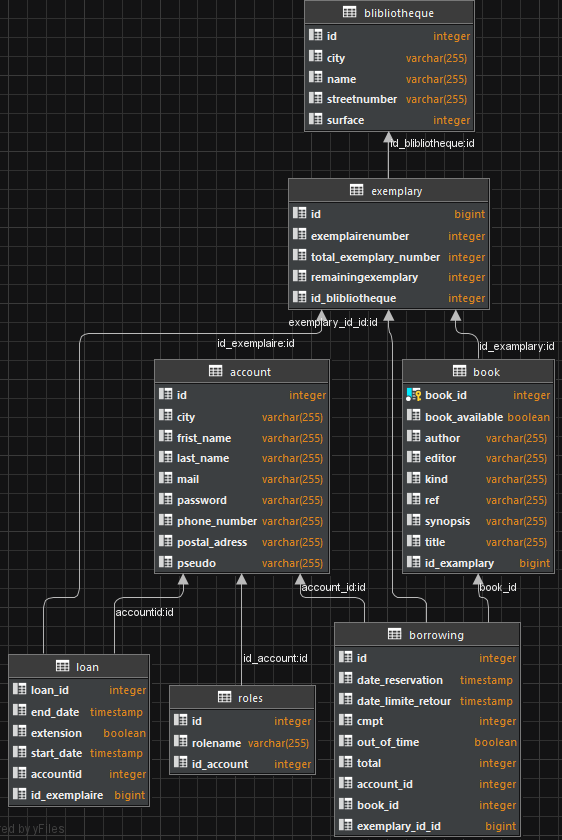 blibliotheque
id integer
city varchar(255)
name varchar(255)
streetnumber varchar(255)
surface integer
id_blibliotheque:id
exemplary
id bigint
exemplairenumber integer
total_exemplary_number integer
remainingexemplary integer
id_blibliotheque integer
exemplary_id_id:id
id_exemplaire:id
id_examplary:id
account
id integer
city varchar(255)
frist_name varchar(255)
last_name varchar(255)
mail varchar(255)
password varchar(255)
phone_number varchar(255)
postal_adress varchar(255)
pseudo varchar(255)
book
book_id integer
book_available boolean
author varchar(255)
editor varchar(255)
kind varchar(255)
ref varchar(255)
synopsis varchar(255)
title varchar(255)
id_examplary bigint
accountid:id
account_id:id
book_id
id_account:id
loan
loan_id integer
end_date timestamp
extension boolean
start_date timestamp
accountid integer
id_exemplaire bigint
roles
id integer
rolename varchar(255)
id_account integer
borrowing
id integer
date_reservation timestamp
date_limite_retour timestamp
cmpt integer
out_of_time boolean
total integer
account_id integer
book_id integer
exemplary_id_id bigint
by yFiles